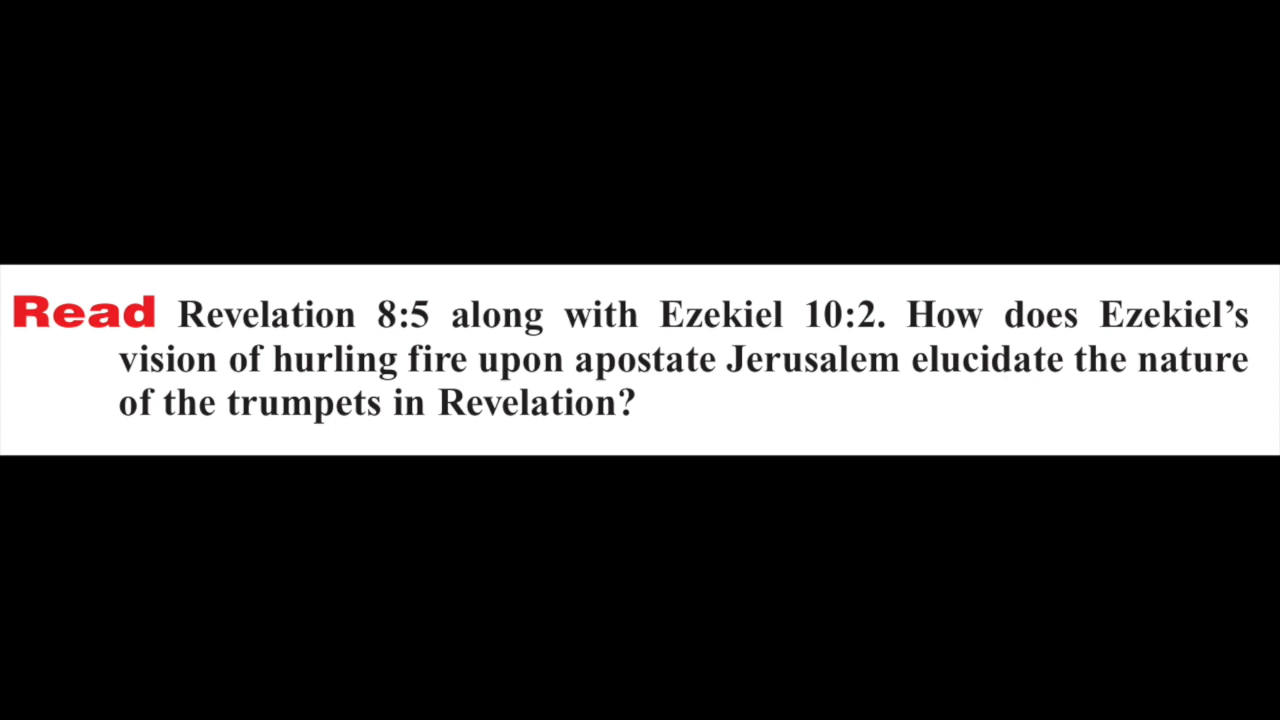 Read Revelation 8:5 along with Ezekiel 10:2. How does Ezekiel’s
vision of hurling fire upon apostate Jerusalem elucidate the nature
of the trumpets in Revelation?